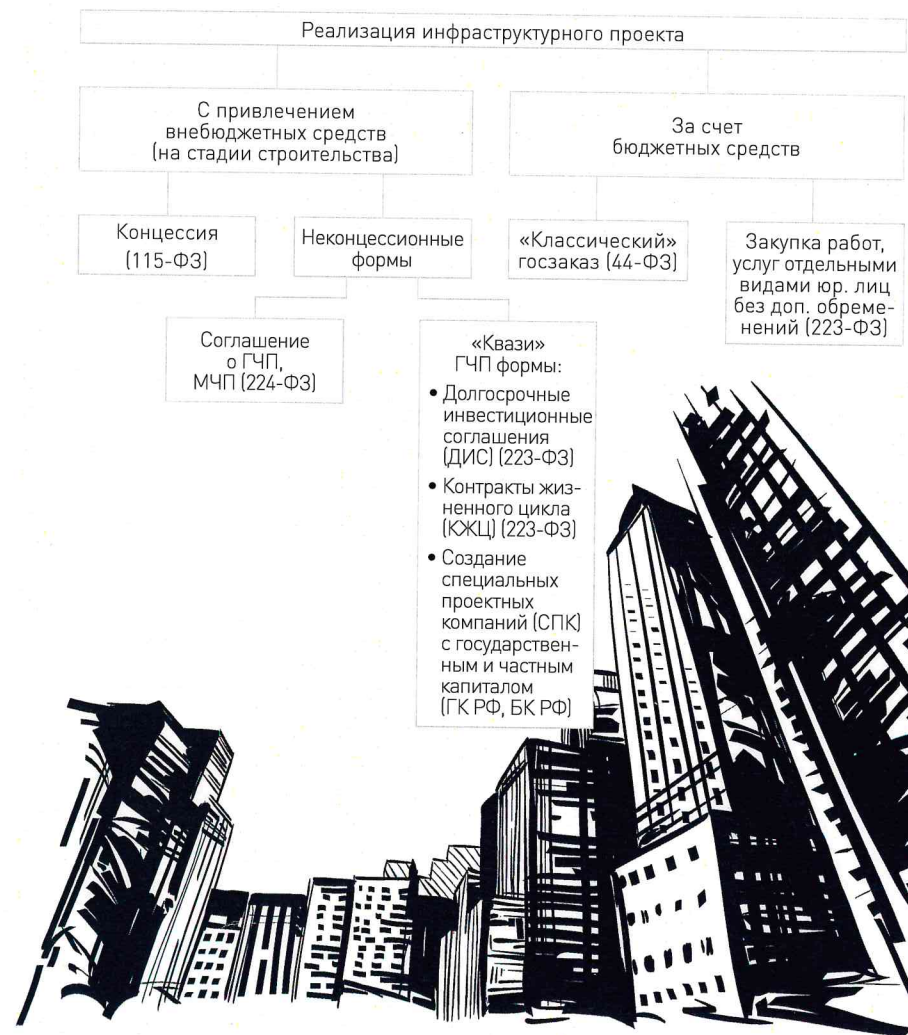 Реализация инфраструктурного проекта
С привлечением
внебюджетных средств
(на стадии строительства)
За счет
бюджетных средств
Концессия
(115-ФЗ)
Неконцессионные
формы
«Классический»
госзаказ (44-ФЗ)
Закупка работ,
услуг отдельными
видами юр. лиц
без доп. обреме-
нений (223-ФЗ)
Соглашение
о ГЧП,
МЧП (224-ФЗ)
«Квази»
ГЧП формы:
• Долгосрочные
инвестиционные
соглашения
(ДИС) (223-ФЗ)
• Контракты жиз-
ненного цикла
(КЖЦ) (223-ФЗ)
• Создание
специальных
проектных
компаний (СПК)
с государствен-
ным и частным
капиталом
(ГК РФ, БК РФ)